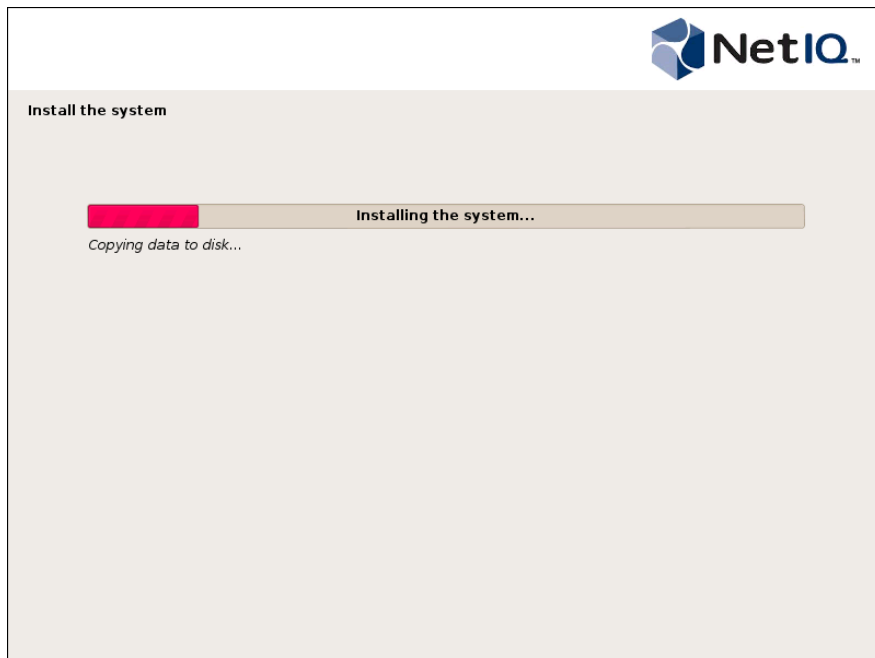 NetIQ™
Install the system
Installing the system...
Copying data to disk...